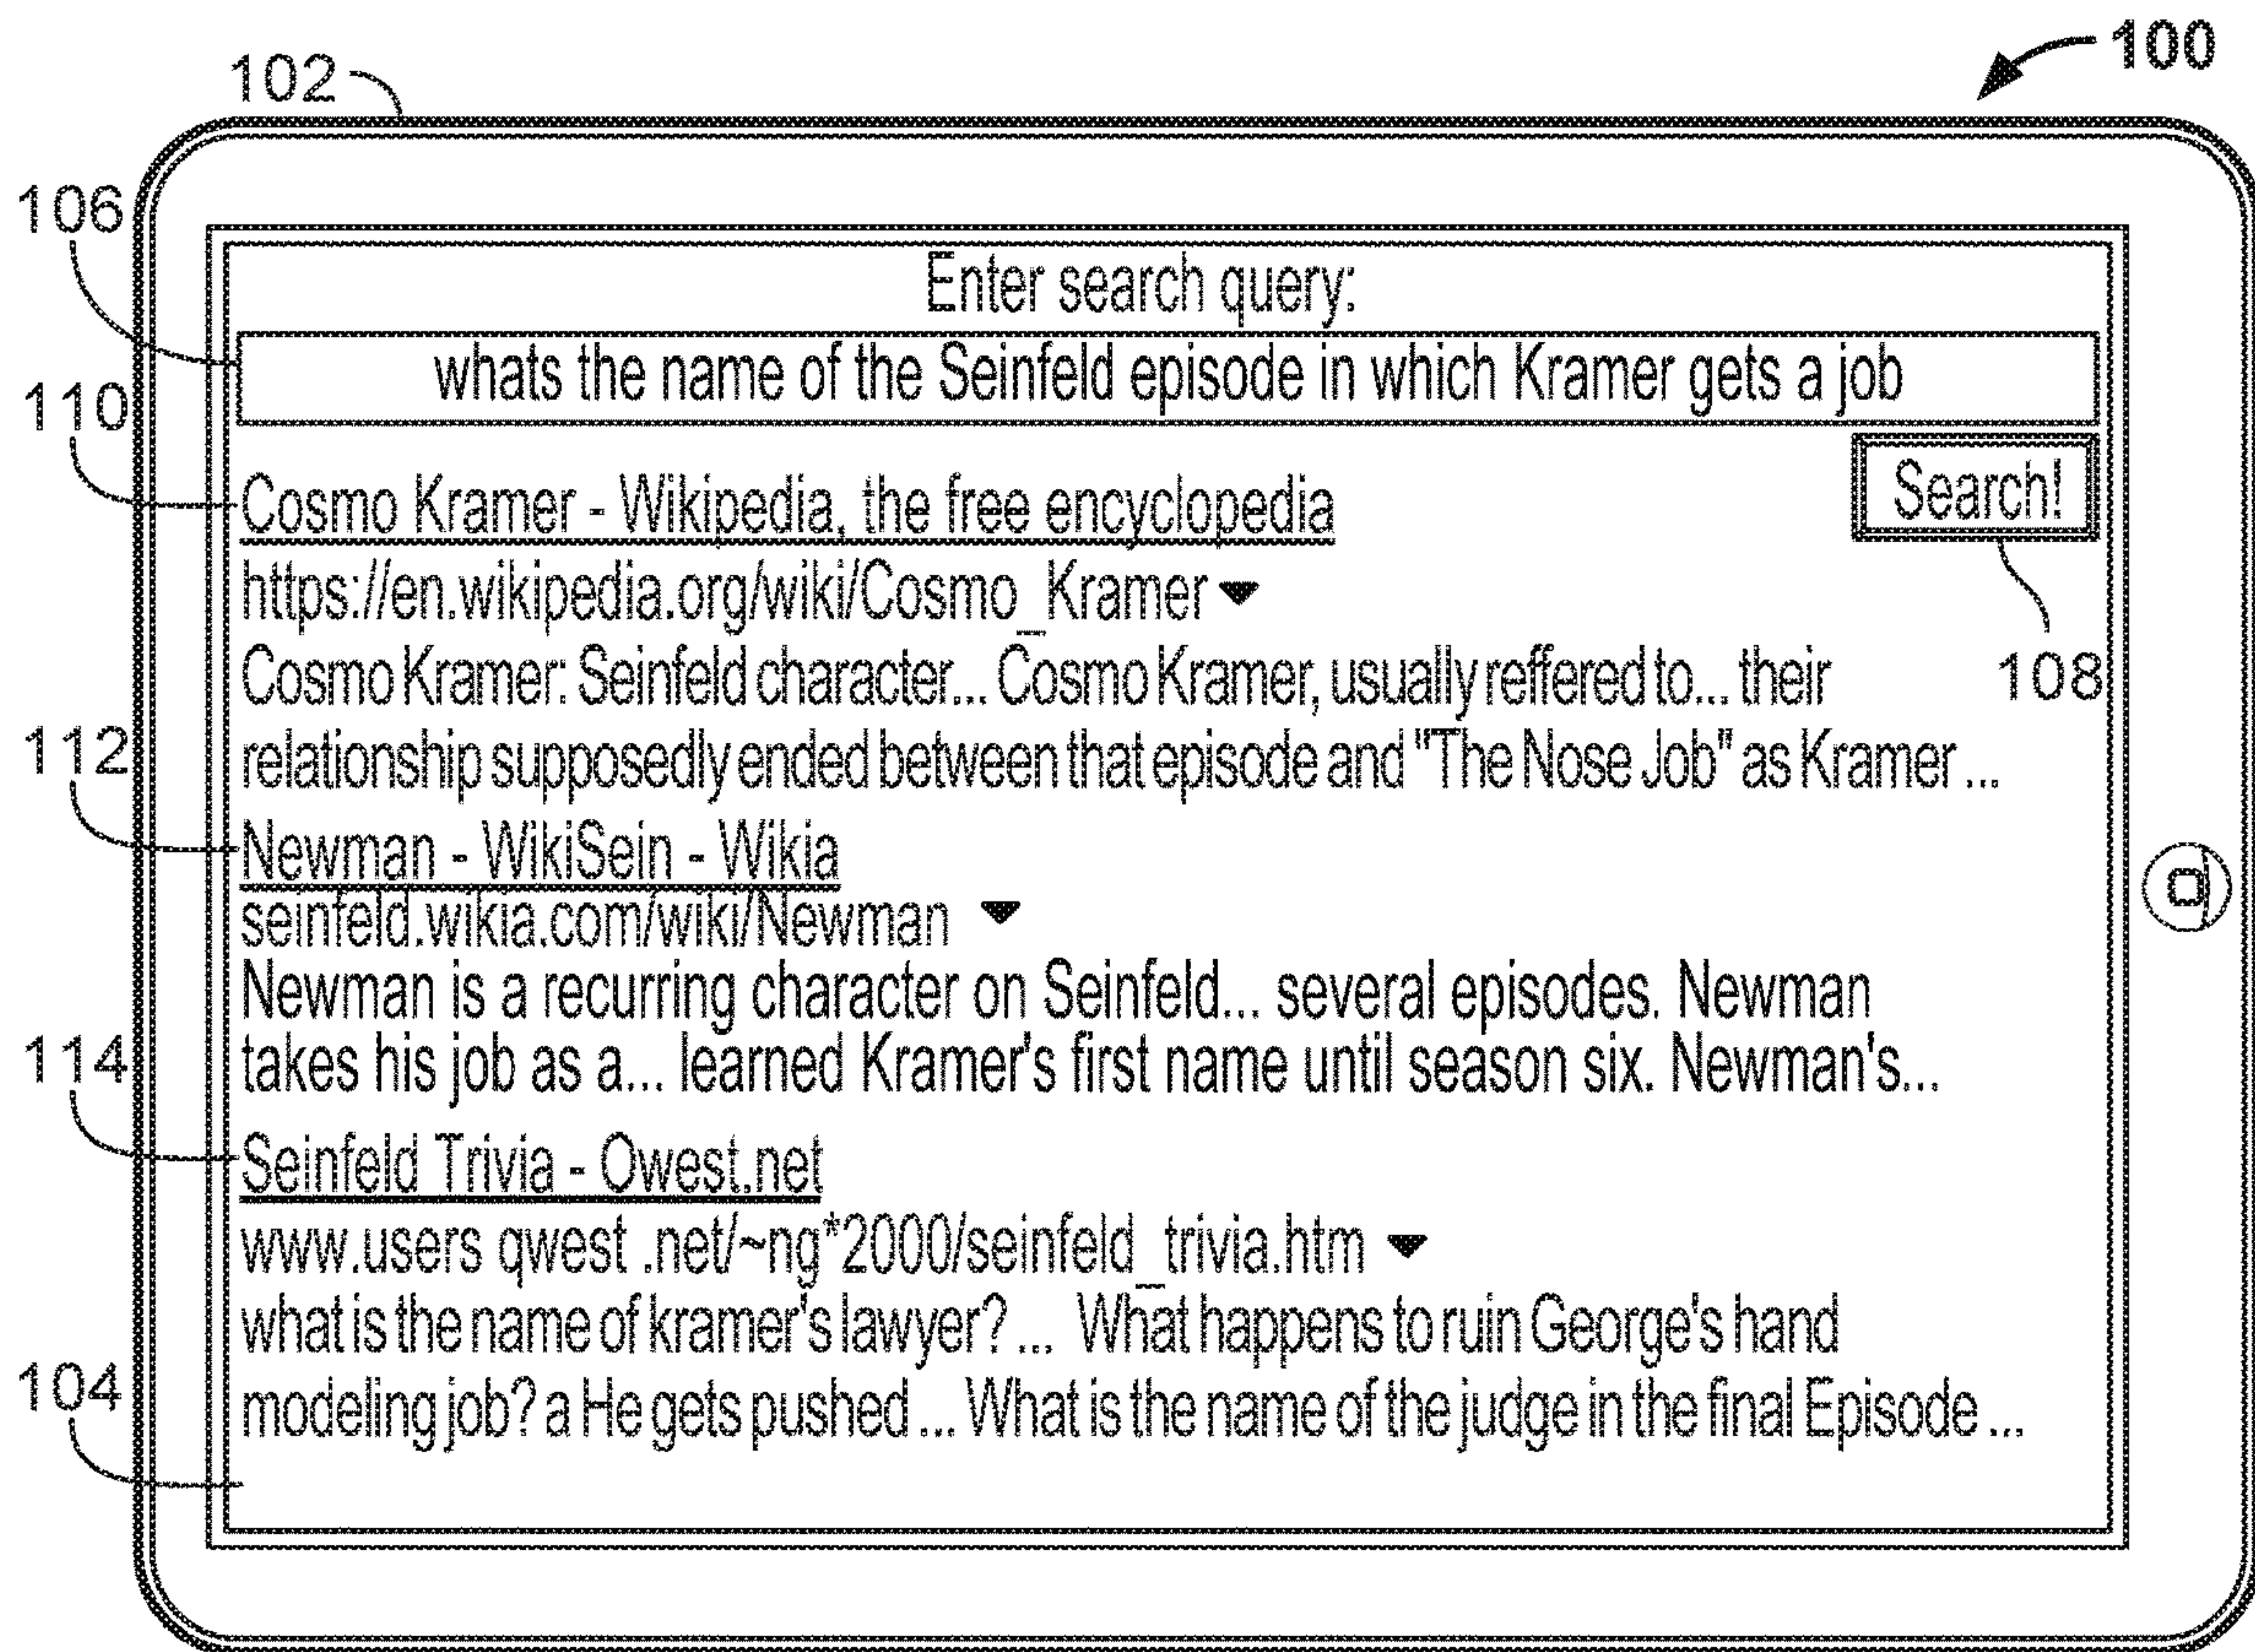 100
102
106
Enter search query:
whats the name of the Seinfeld episode in which Kramer gets a job
110
Search!
Cosmo Kramer - Wikipedia, the free encyclopedia
https://en.wikipedia.org/wiki/Cosmo_Kramer
108
Cosmo Kramer: Seinfeld character... Cosmo Kramer, usually reffered to... their
112
relationship supposedly ended between that episode and "The Nose Job" as Kramer ...
Newman - WikiSein - Wikia
seinfeld.wikia.com/wiki/Newman
Newman is a recurring character on Seinfeld... several episodes. Newman
114
takes his job as a... learned Kramer's first name until season six. Newman's...
Seinfeld Trivia - Qwest.net
www.users qwest .net/~ng*2000/seinfeld_trivia.htm
what is the name of kramer's lawyer? ... What happens to ruin George's hand
104
modeling job? a He gets pushed ... What is the name of the judge in the final Episode ...